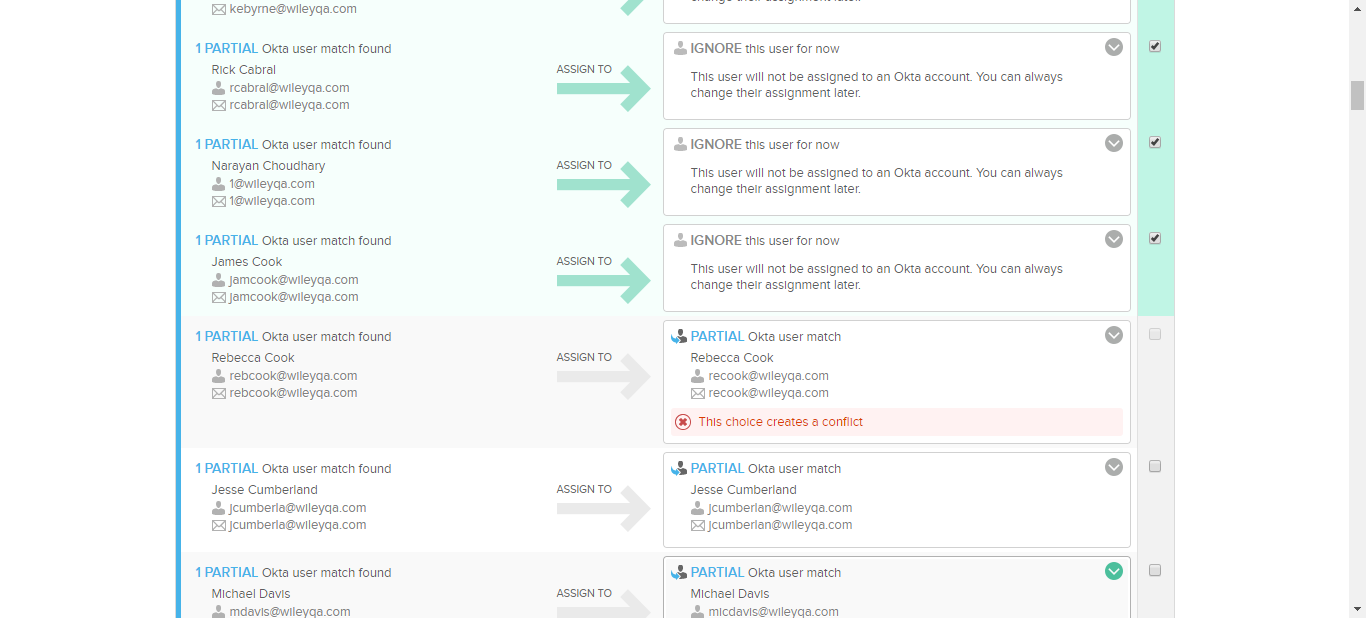 kebyrne@wileyqa.com
change their assignment later.
1 PARTIAL Okta user match found
Rick Cabral
rcabral@wileyqa.com
rcabral@wileyqa.com
ASSIGN TO
IGNORE this user for now
This user will not be assigned to an Okta account. You can always
change their assignment later.
1 PARTIAL Okta user match found
Narayan Choudhary
1@wileyqa.com
1@wileyqa.com
ASSIGN TO
IGNORE this user for now
This user will not be assigned to an Okta account. You can always
change their assignment later.
1 PARTIAL Okta user match found
James Cook
jamcook@wileyqa.com
jamcook@wileyqa.com
ASSIGN TO
IGNORE this user for now
This user will not be assigned to an Okta account. You can always
change their assignment later.
1 PARTIAL Okta user match found
Rebecca Cook
rebcook@wileyqa.com
rebcook@wileyqa.com
ASSIGN TO
PARTIAL Okta user match
Rebecca Cook
recook@wileyqa.com
recook@wileyqa.com
This choice creates a conflict
1 PARTIAL Okta user match found
Jesse Cumberland
jcumberla@wileyqa.com
jcumberla@wileyqa.com
ASSIGN TO
PARTIAL Okta user match
Jesse Cumberland
jcumberlan@wileyqa.com
jcumberlan@wileyqa.com
1 PARTIAL Okta user match found
Michael Davis
mdavis@wileyqa.com
ASSIGN TO
PARTIAL Okta user match
Michael Davis
micdavis@wileyqa.com